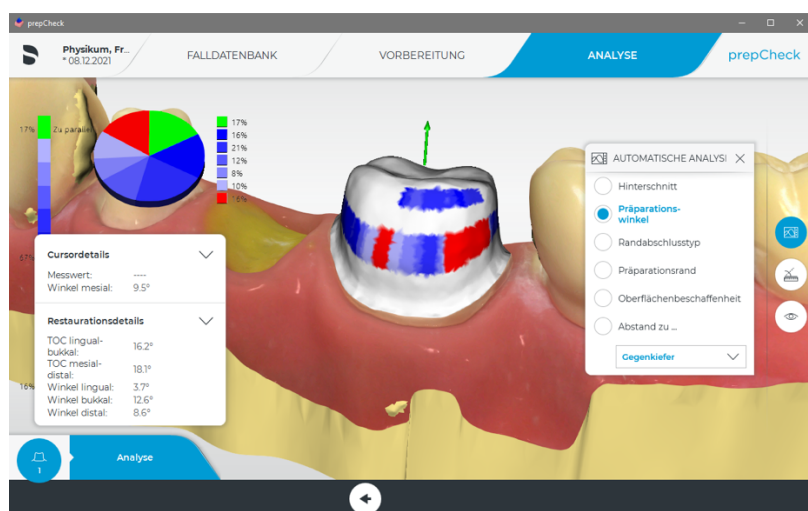 prepCheck
Physikum, Fr...
* 08.12.2021
FALLDATENBANK
VORBEREITUNG
ANALYSE
prepCheck
17%
Zu parallel
17%
16%
21%
12%
8%
10%
16%
67%
16%
Cursordetails
Messwert: ----
Winkel mesial: 9.5°
Restaurationsdetails
TOC lingual-
bukkal: 16.2°
TOC mesial-
distal: 18.1°
Winkel lingual: 3.7°
Winkel bukkal: 12.6°
Winkel distal: 8.6°
AUTOMATISCHE ANALYSI
Hinterschnitt
Präparations-
winkel
Randabschlusstyp
Präparationsrand
Oberflächenbeschaffenheit
Abstand zu ...
Gegenkiefer
1
Analyse